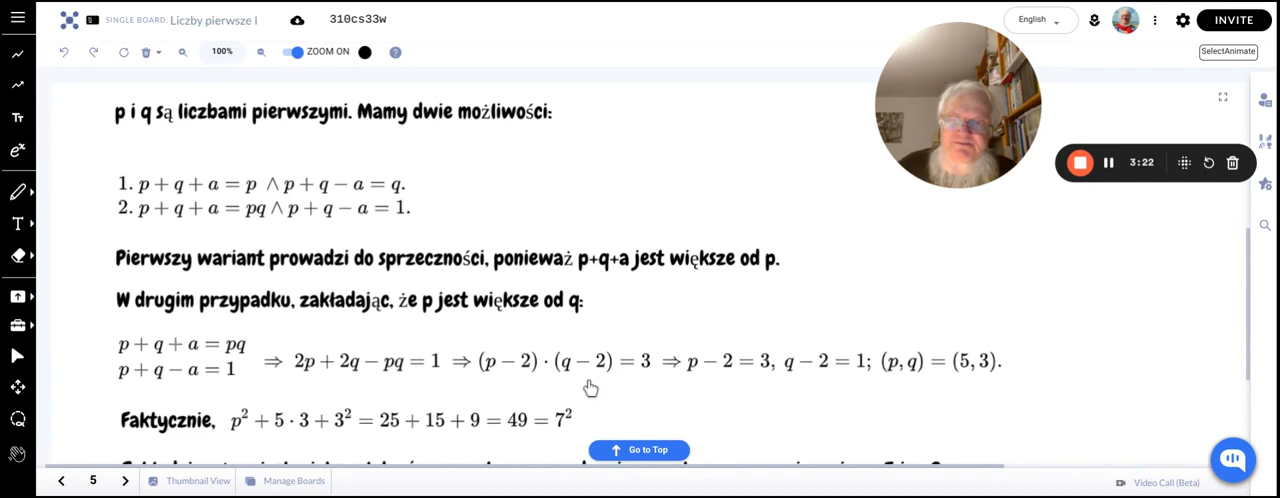 SINGLE BOARD: Liczby pierwsze I
310cs33w
English
INVITE
100%
ZOOM ON
SelectAnimate
p i q są liczbami pierwszymi. Mamy dwie możliwości:
1. p + q + a = p ∧ p + q − a = q.
2. p + q + a = pq ∧ p + q − a = 1.
3:22
Pierwszy wariant prowadzi do sprzeczności, ponieważ p+q+a jest większe od p.
W drugim przypadku, zakładając, że p jest większe od q:
p + q + a = pq
p + q − a = 1
⇒ 2p + 2q − pq = 1 ⇒ (p − 2) · (q − 2) = 3 ⇒ p − 2 = 3, q − 2 = 1; (p, q) = (5, 3).
Faktycznie, p² + 5 · 3 + 3² = 25 + 15 + 9 = 49 = 7²
Go to Top
5
Thumbnail View
Manage Boards
Video Call (Beta)